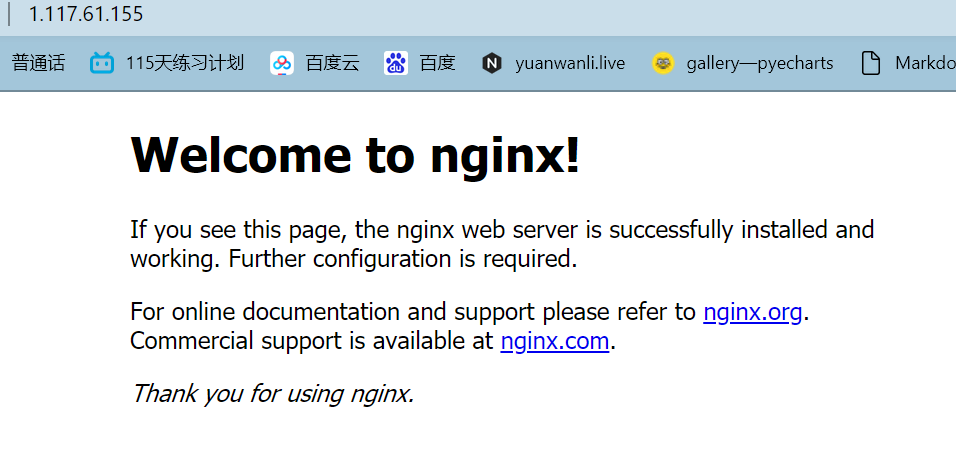 1.117.61.155
普通话 115天练习计划 百度云 百度 yuanwanli.live gallery—pyecharts Markdo
Welcome to nginx!
If you see this page, the nginx web server is successfully installed and
working. Further configuration is required.
For online documentation and support please refer to nginx.org.
Commercial support is available at nginx.com.
Thank you for using nginx.